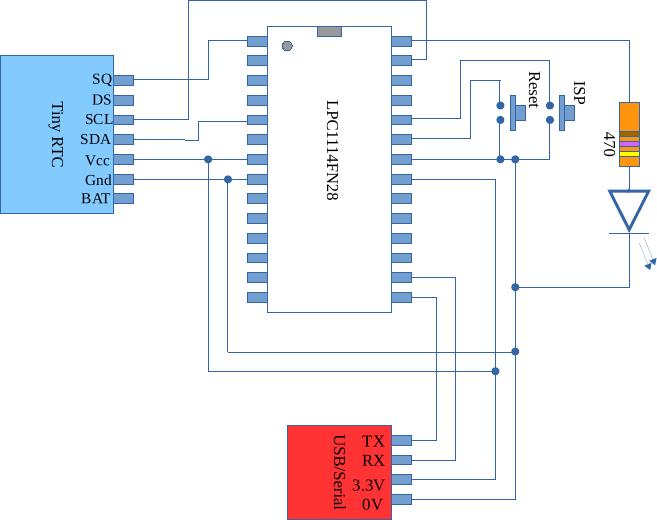 SQ
DS
SCL
SDA
Vcc
Gnd
BAT
Tiny RTC
LPC1114FN28
Reset
ISP
470
TX
RX
3.3V
0V
USB/Serial